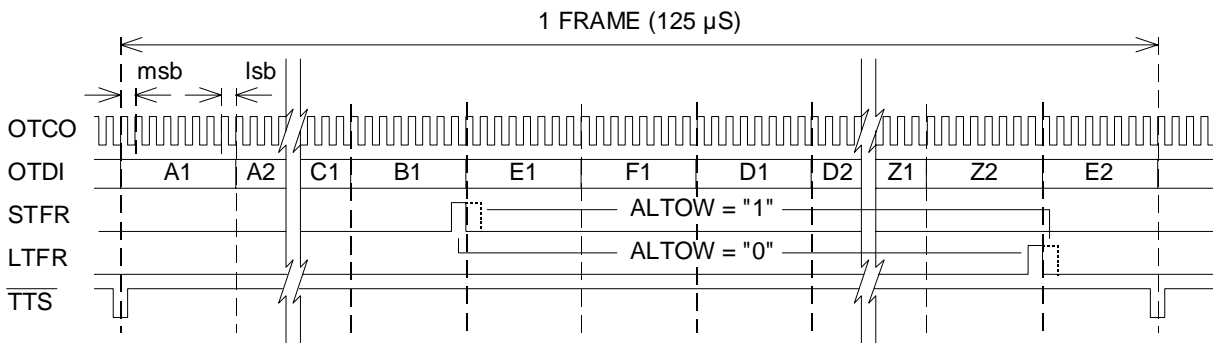 1 FRAME (125 µS)
msb lsb
OTCO
OTDI A1 A2 C1 B1 E1 F1 D1 D2 Z1 Z2 E2
STFR ALTOW = "1"
LTFR ALTOW = "0"
TTS